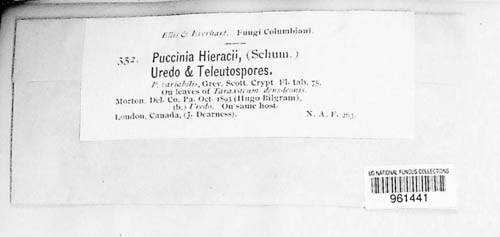 Ellis & Everhart. Fungi Columbiani.
352. Puccinia Hieracii, (Schum.)
Uredo & Teleutospores.
P. variabilis, Grev. Scott. Crypt. Fl. tab. 75.
On leaves of Taraxacum dens-leonis.
Morton, Del. Co. Pa. Oct. 1893 (Hugo Bilgram),
(b.) Uredo. On same host.
London, Canada, (J. Dearness). N. A. F. 263.
US NATIONAL FUNGUS COLLECTIONS
961441